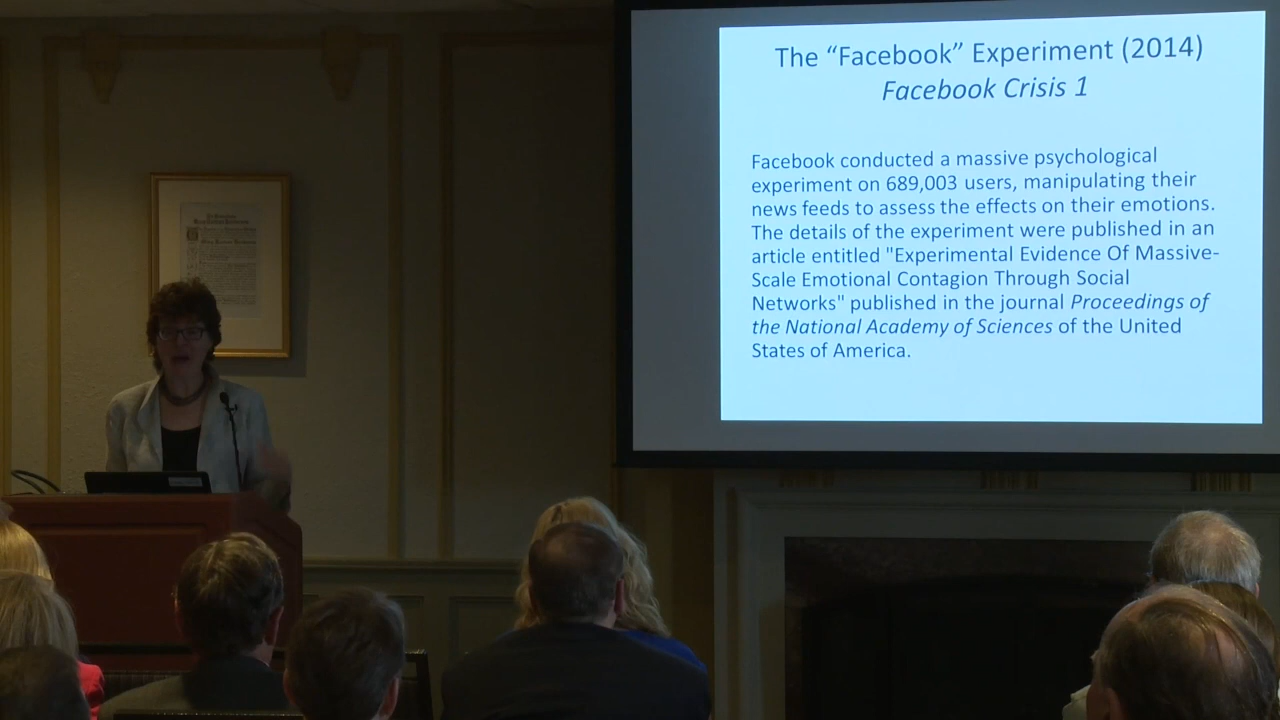 The “Facebook” Experiment (2014)
Facebook Crisis 1
Facebook conducted a massive psychological
experiment on 689,003 users, manipulating their
news feeds to assess the effects on their emotions.
The details of the experiment were published in an
article entitled "Experimental Evidence Of Massive-
Scale Emotional Contagion Through Social
Networks" published in the journal Proceedings of
the National Academy of Sciences of the United
States of America.